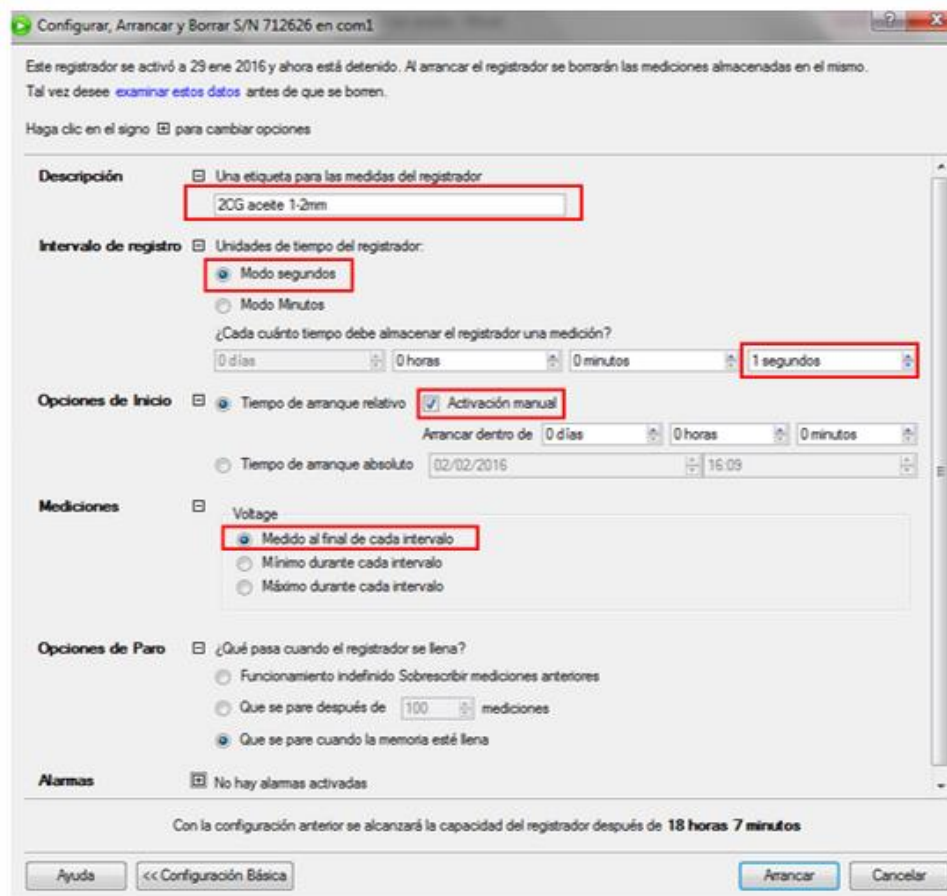 Configurar, Arrancar y Borrar S/N 712626 en com1
Este registrador se activó a 29 ene 2016 y ahora está detenido. Al arrancar el registrador se borrarán las mediciones almacenadas en el mismo.
Tal vez desee examinar estos datos antes de que se borren.
Haga clic en el signo + para cambiar opciones
Descripción Una etiqueta para las medidas del registrador
2CG aceite 1-2mm
Intervalo de registro Unidades de tiempo del registrador:
Modo segundos
Modo Minutos
¿Cada cuánto tiempo debe almacenar el registrador una medición?
0 días 0 horas 0 minutos 1 segundos
Opciones de Inicio Tiempo de arranque relativo Activación manual
Arrancar dentro de 0 días 0 horas 0 minutos
Tiempo de arranque absoluto 02/02/2016 16:09
Mediciones
Voltage
Medido al final de cada intervalo
Mínimo durante cada intervalo
Máximo durante cada intervalo
Opciones de Paro ¿Qué pasa cuando el registrador se llena?
Funcionamiento indefinido Sobrescribir mediciones anteriores
Que se pare después de 100 mediciones
Que se pare cuando la memoria esté llena
Alarmas No hay alarmas activadas
Con la configuración anterior se alcanzará la capacidad del registrador después de 18 horas 7 minutos
Ayuda << Configuración Básica Arrancar Cancelar